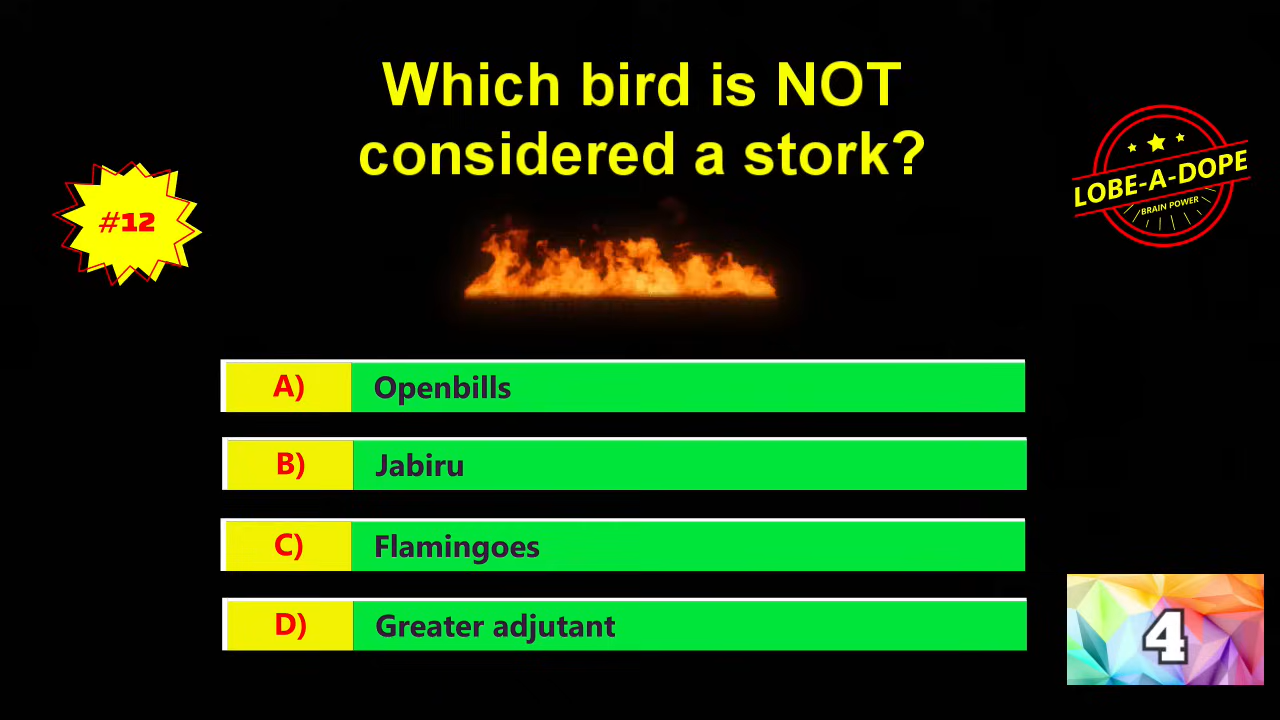 Which bird is NOT
considered a stork?
#12
LOBE-A-DOPE
BRAIN POWER
A) Openbills
B) Jabiru
C) Flamingoes
D) Greater adjutant
4